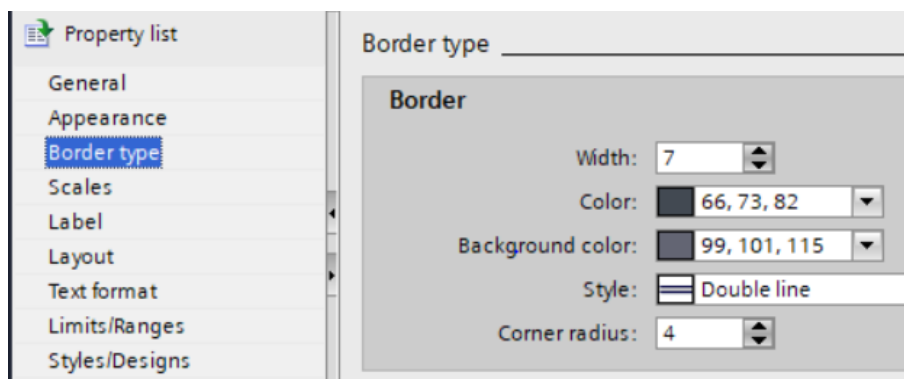 Property list
General
Appearance
Border type
Scales
Label
Layout
Text format
Limits/Ranges
Styles/Designs
Border type
Border
Width: 7
Color: 66, 73, 82
Background color: 99, 101, 115
Style: Double line
Corner radius: 4